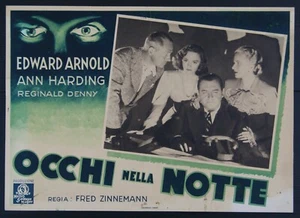 EDWARD ARNOLD
ANN HARDING
REGINALD DENNY
OCCHI NELLA NOTTE
REGIA: FRED ZINNEMANN